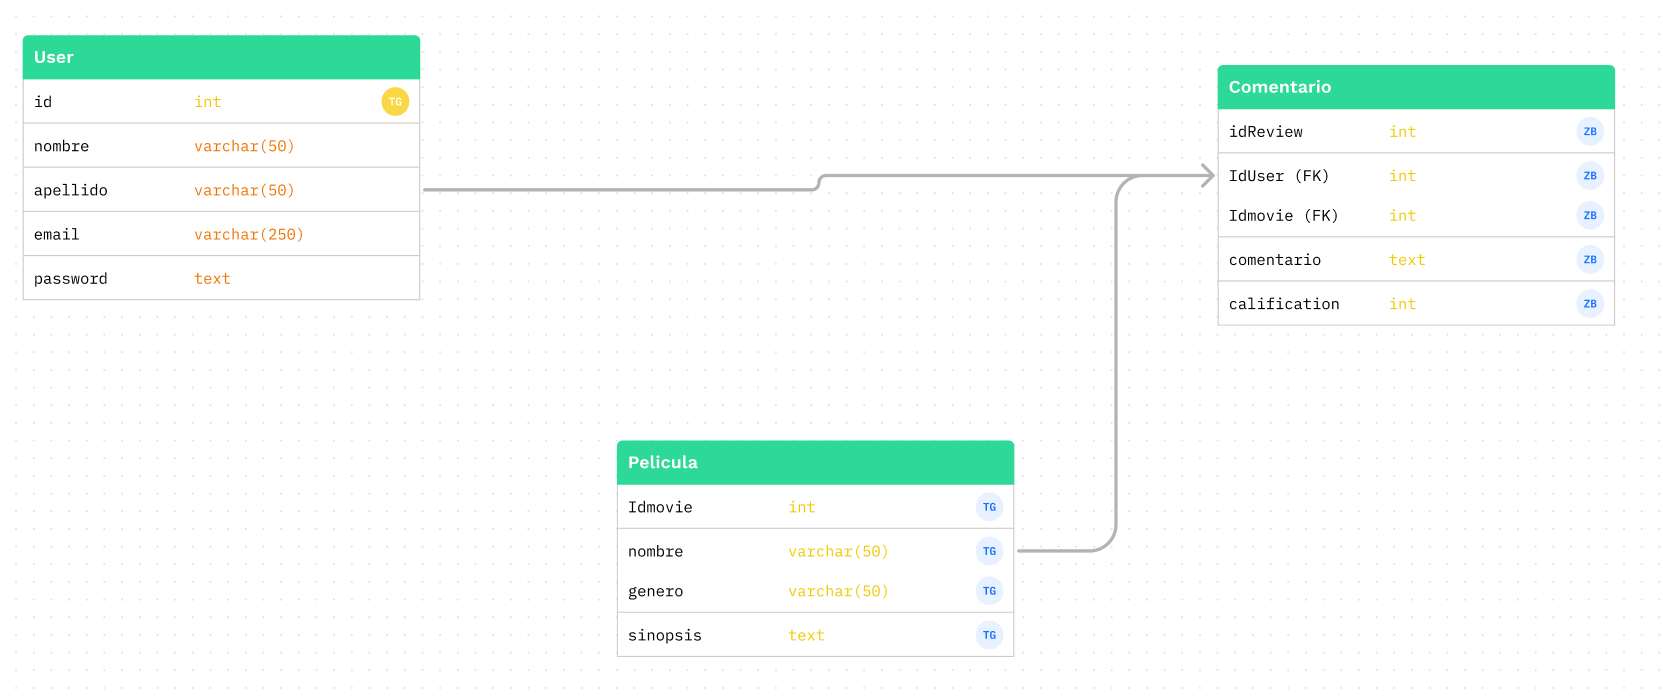 User
id int TG
nombre varchar(50)
apellido varchar(50)
email varchar(250)
password text
Comentario
idReview int ZB
IdUser (FK) int ZB
Idmovie (FK) int ZB
comentario text ZB
calification int ZB
Pelicula
Idmovie int TG
nombre varchar(50) TG
genero varchar(50) TG
sinopsis text TG